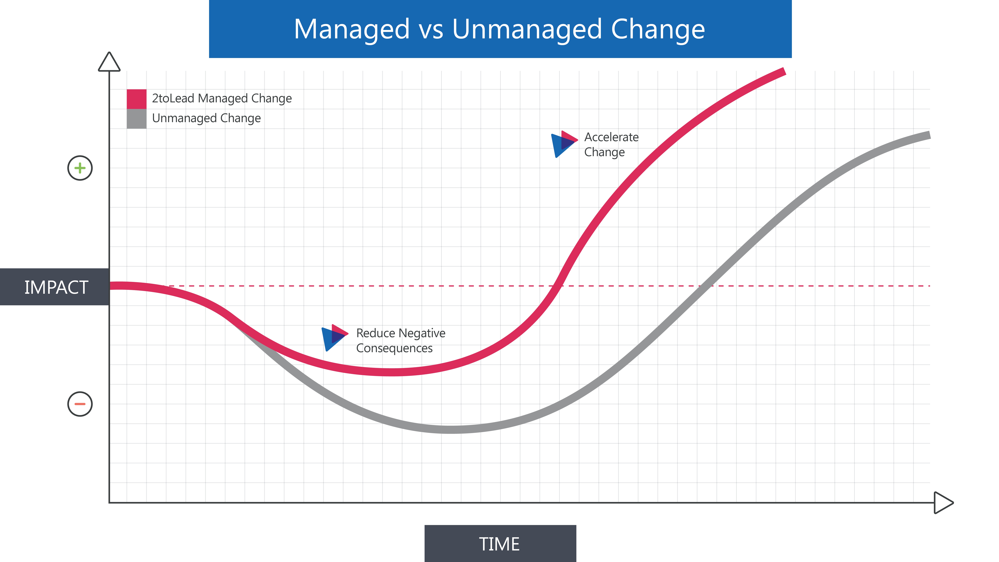 Managed vs Unmanaged Change
2toLead Managed Change
Unmanaged Change
Accelerate
Change
IMPACT
Reduce Negative
Consequences
TIME